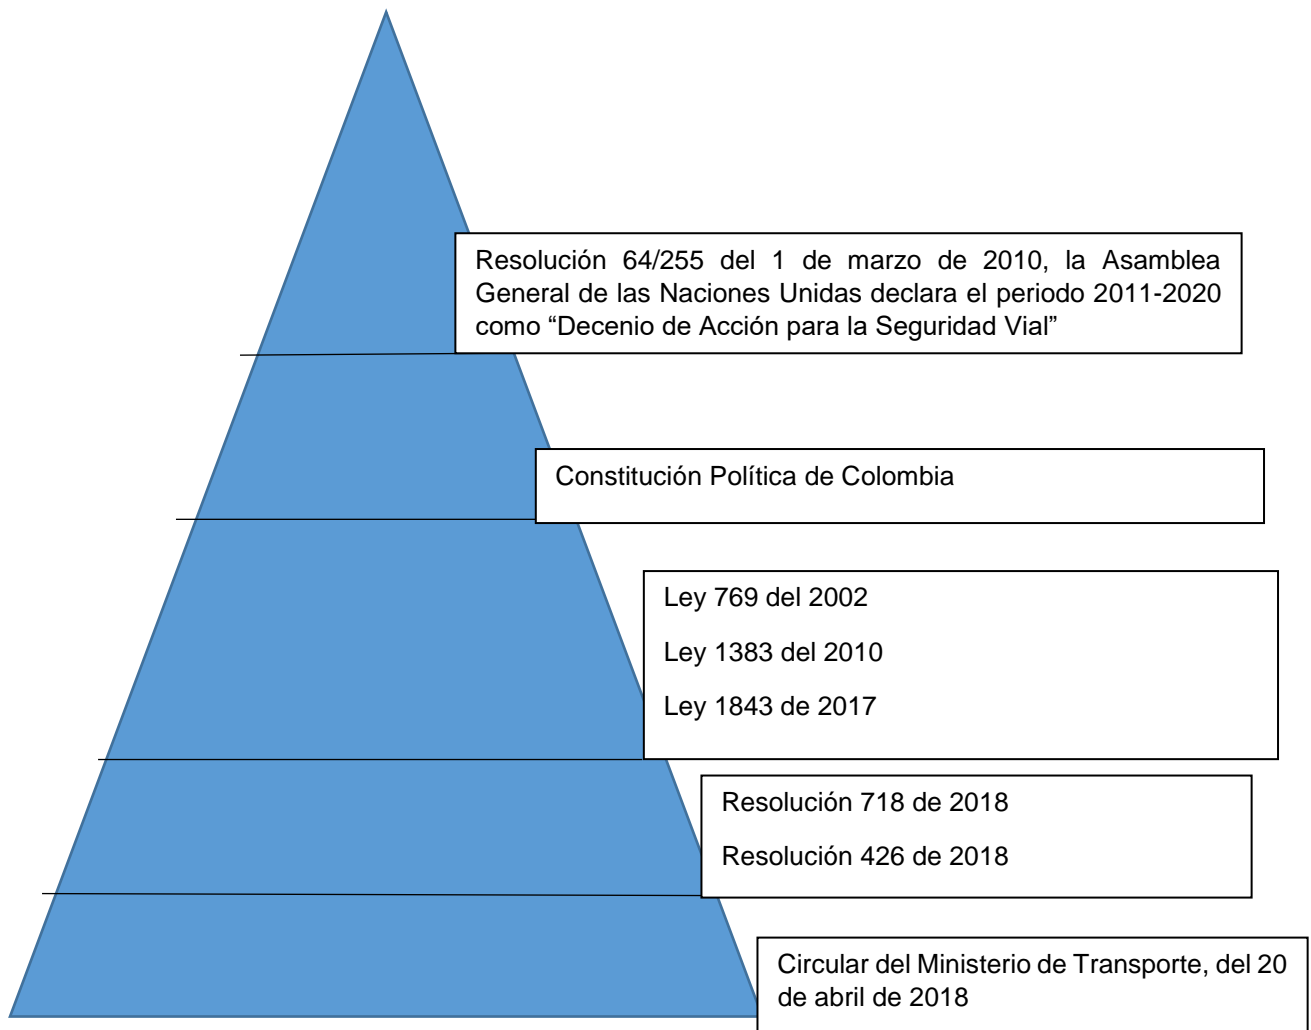 Resolución 64/255 del 1 de marzo de 2010, la Asamblea
General de las Naciones Unidas declara el periodo 2011-2020
como “Decenio de Acción para la Seguridad Vial”
Constitución Política de Colombia
Ley 769 del 2002
Ley 1383 del 2010
Ley 1843 de 2017
Resolución 718 de 2018
Resolución 426 de 2018
Circular del Ministerio de Transporte, del 20
de abril de 2018